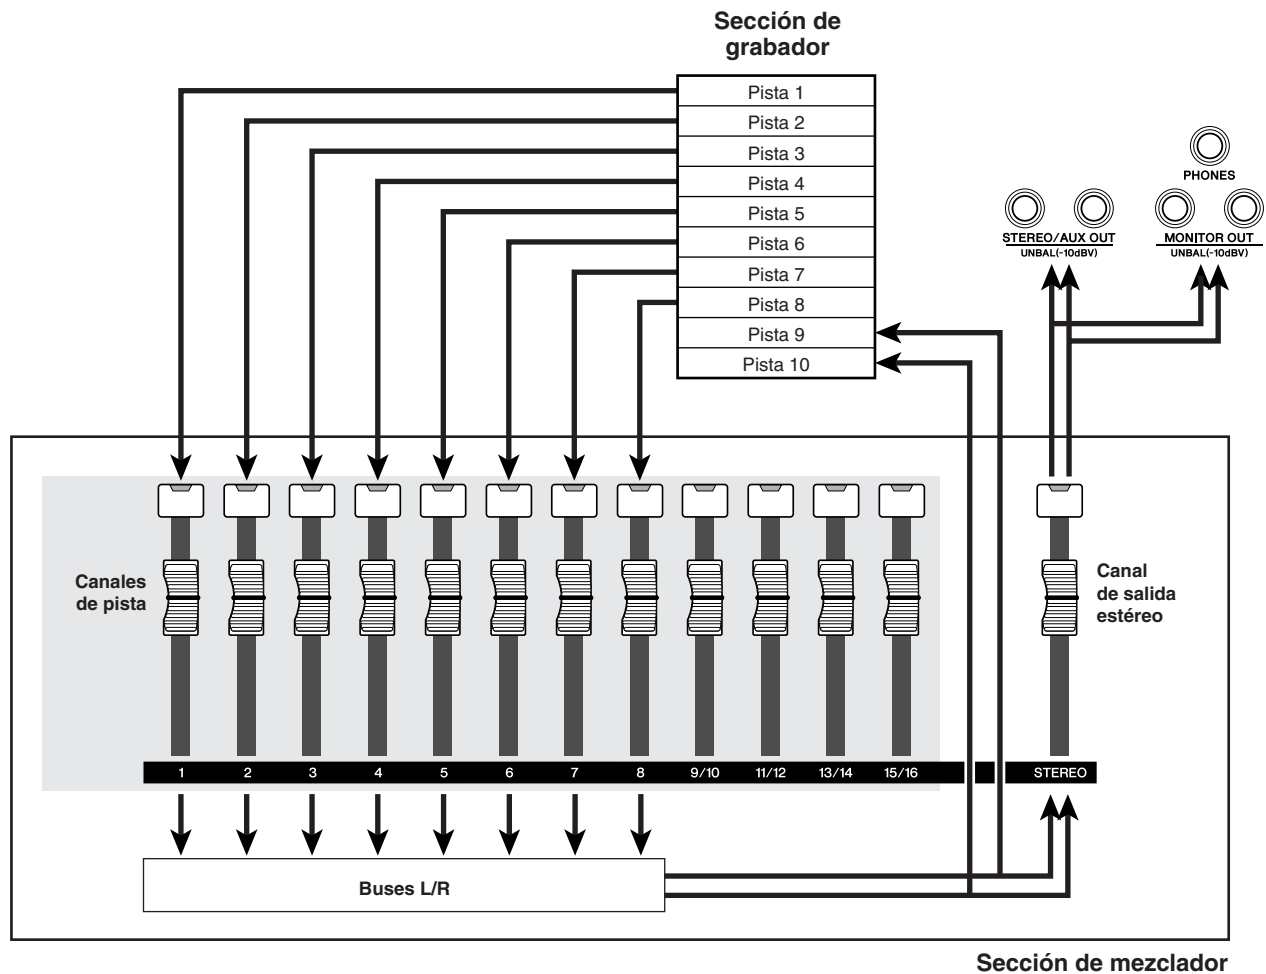 Sección de
grabador
Pista 1
Pista 2
Pista 3
Pista 4
Pista 5
Pista 6
Pista 7
Pista 8
Pista 9
Pista 10
PHONES
STEREO/AUX OUT
UNBAL(-10dBV)
MONITOR OUT
UNBAL(-10dBV)
Canales
de pista
Canal
de salida
estéreo
1 2 3 4 5 6 7 8 9/10 11/12 13/14 15/16 STEREO
Buses L/R
Sección de mezclador